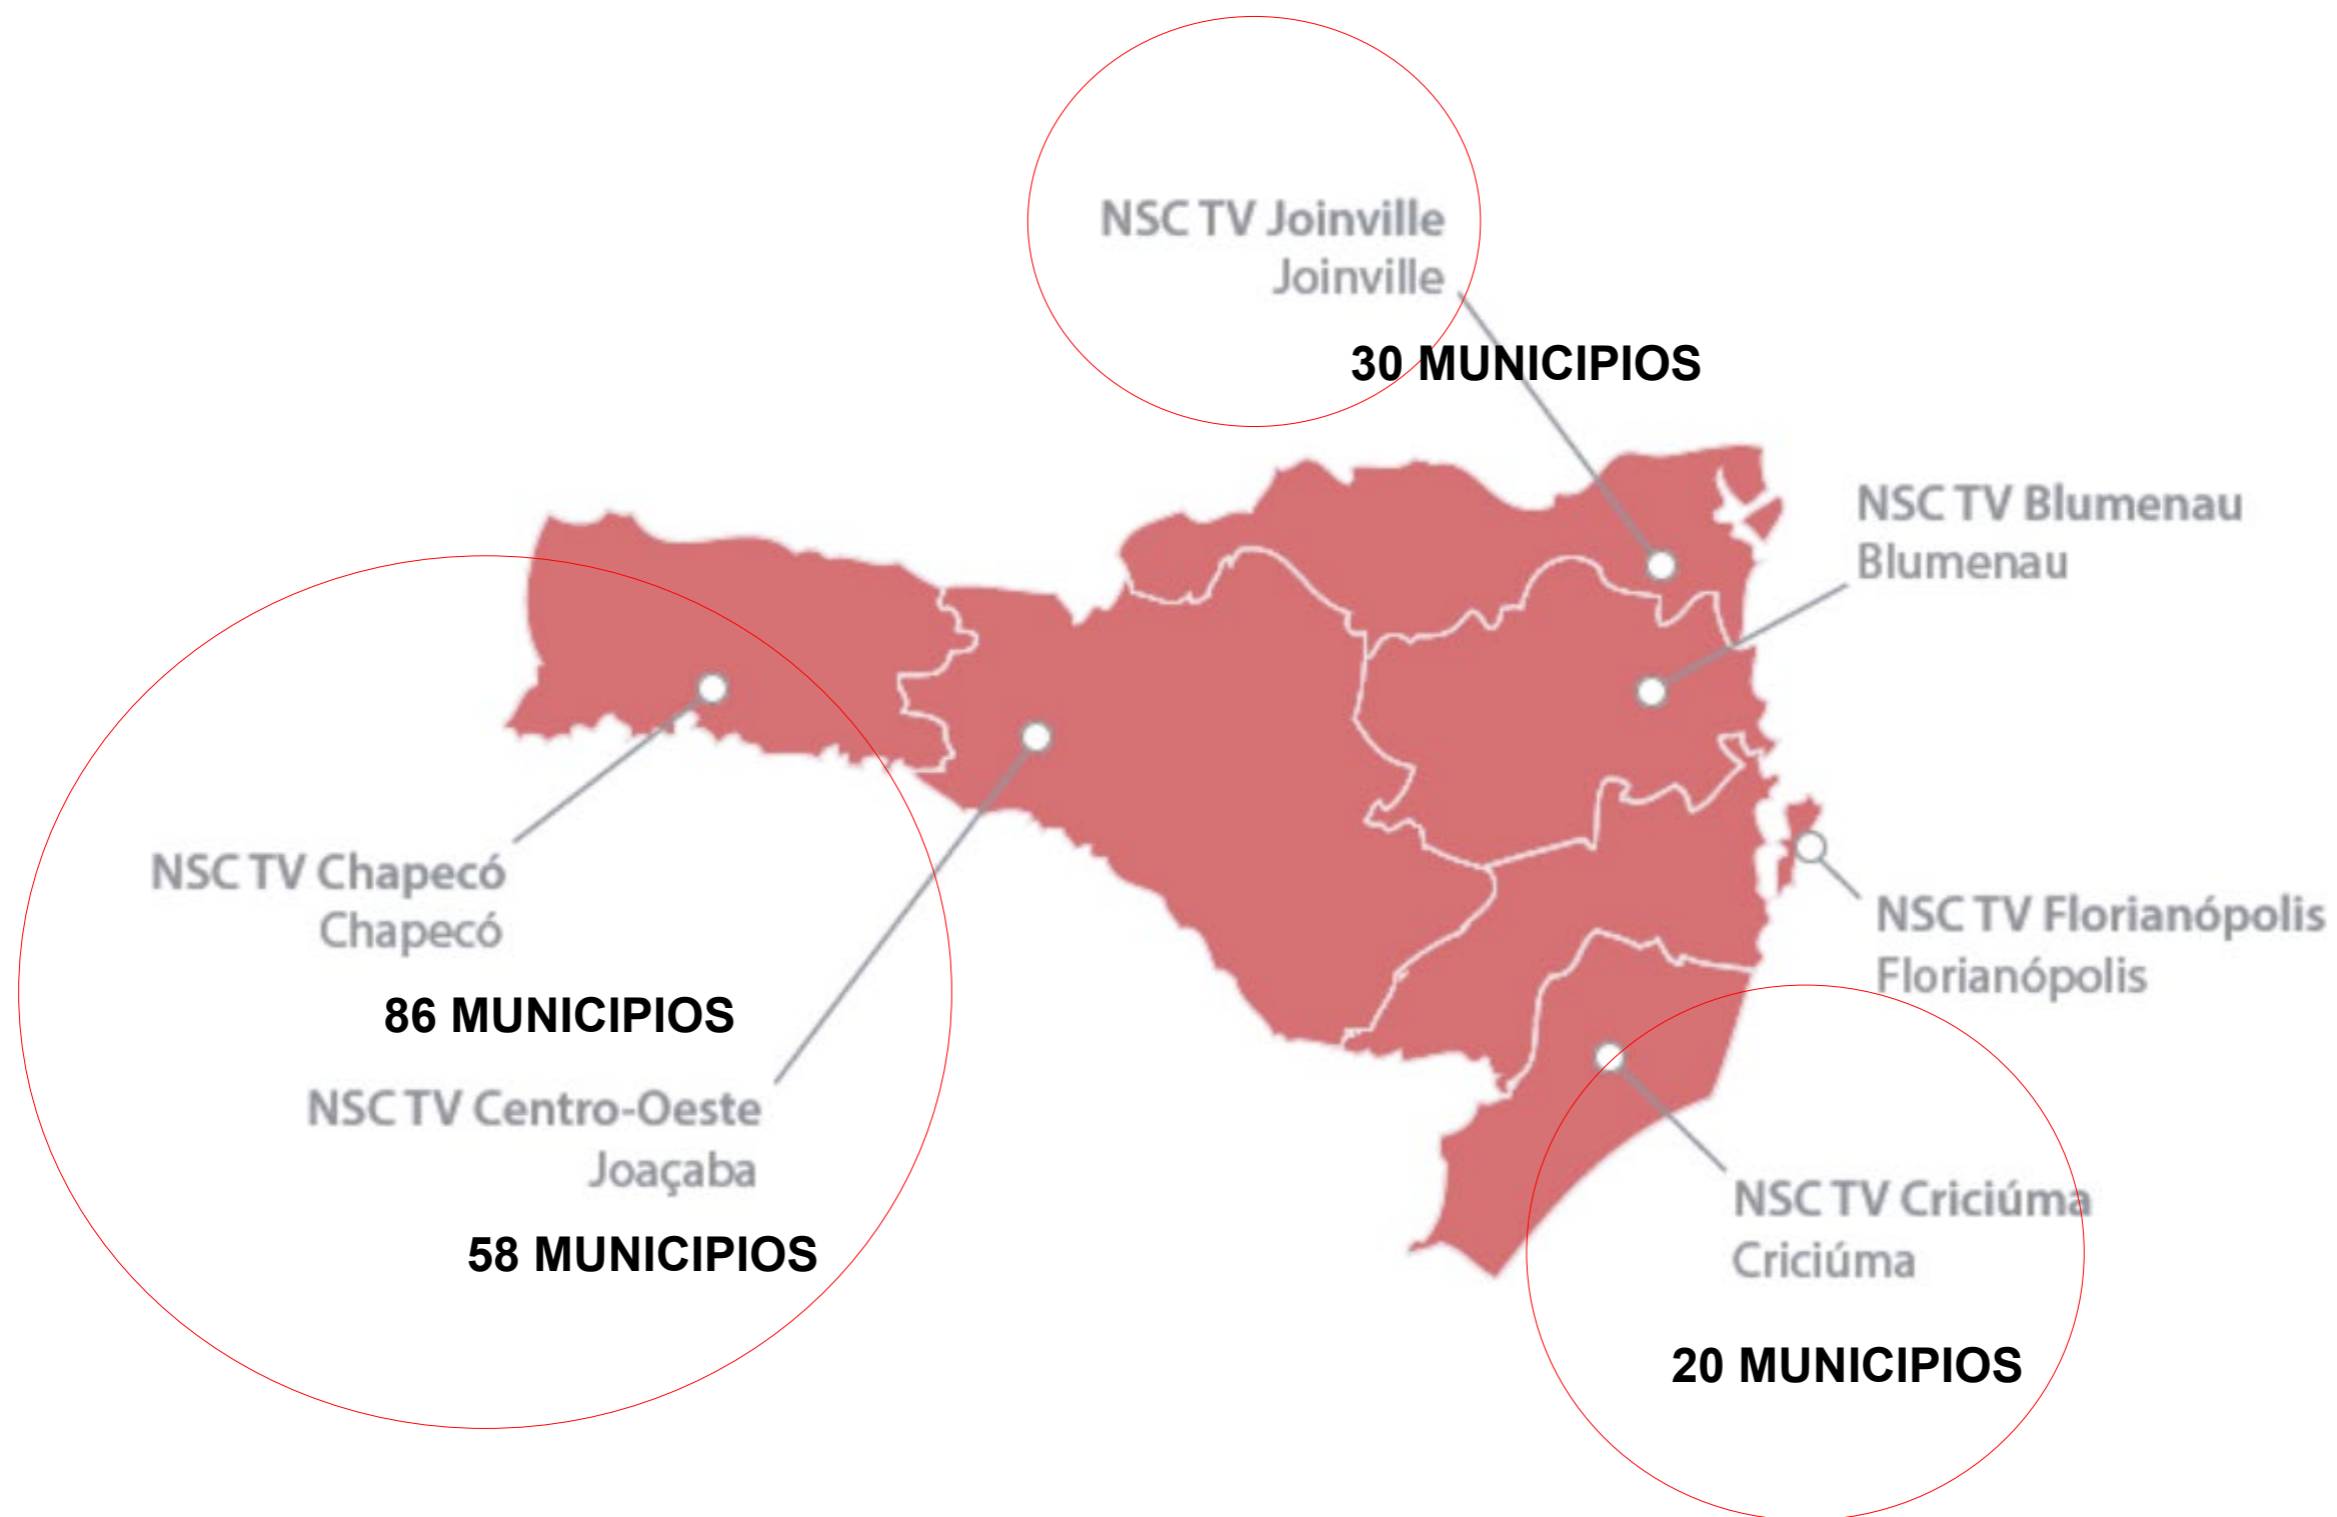 NSC TV Joinville
Joinville
30 MUNICIPIOS
NSC TV Blumenau
Blumenau
NSC TV Chapecó
Chapecó
86 MUNICIPIOS
NSC TV Florianópolis
Florianópolis
NSC TV Centro-Oeste
Joaçaba
58 MUNICIPIOS
NSC TV Criciúma
Criciúma
20 MUNICIPIOS